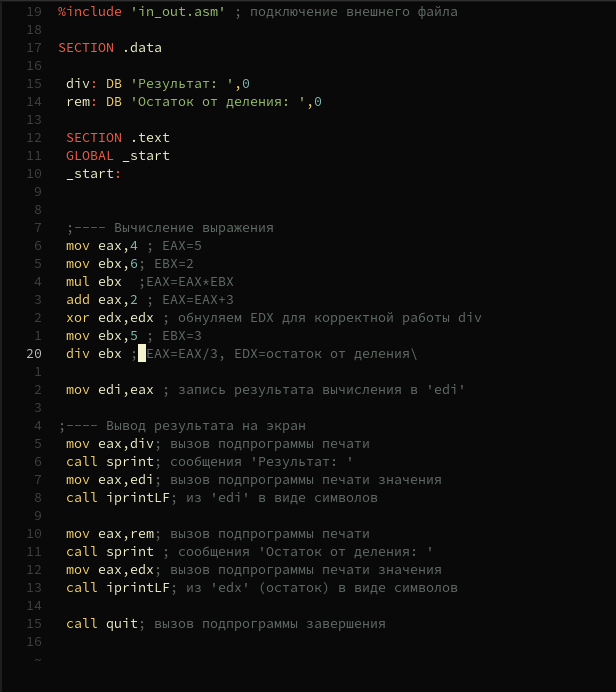 19 %include 'in_out.asm' ; подключение внешнего файла
18
17 SECTION .data
16
15 div: DB 'Результат: ',0
14 rem: DB 'Остаток от деления: ',0
13
12 SECTION .text
11 GLOBAL _start
10 _start:
9
8
7 ;---- Вычисление выражения
6 mov eax,4 ; EAX=5
5 mov ebx,6; EBX=2
4 mul ebx  ;EAX=EAX*EBX
3 add eax,2 ; EAX=EAX+3
2 xor edx,edx ; обнуляем EDX для корректной работы div
1 mov ebx,5 ; EBX=3
20 div ebx ; EAX=EAX/3, EDX=остаток от деления\
1
2 mov edi,eax ; запись результата вычисления в 'edi'
3
4 ;---- Вывод результата на экран
5 mov eax,div; вызов подпрограммы печати
6 call sprint; сообщения 'Результат: '
7 mov eax,edi; вызов подпрограммы печати значения
8 call iprintLF; из 'edi' в виде символов
9
10 mov eax,rem; вызов подпрограммы печати
11 call sprint ; сообщения 'Остаток от деления: '
12 mov eax,edx; вызов подпрограммы печати значения
13 call iprintLF; из 'edx' (остаток) в виде символов
14
15 call quit; вызов подпрограммы завершения
16
~